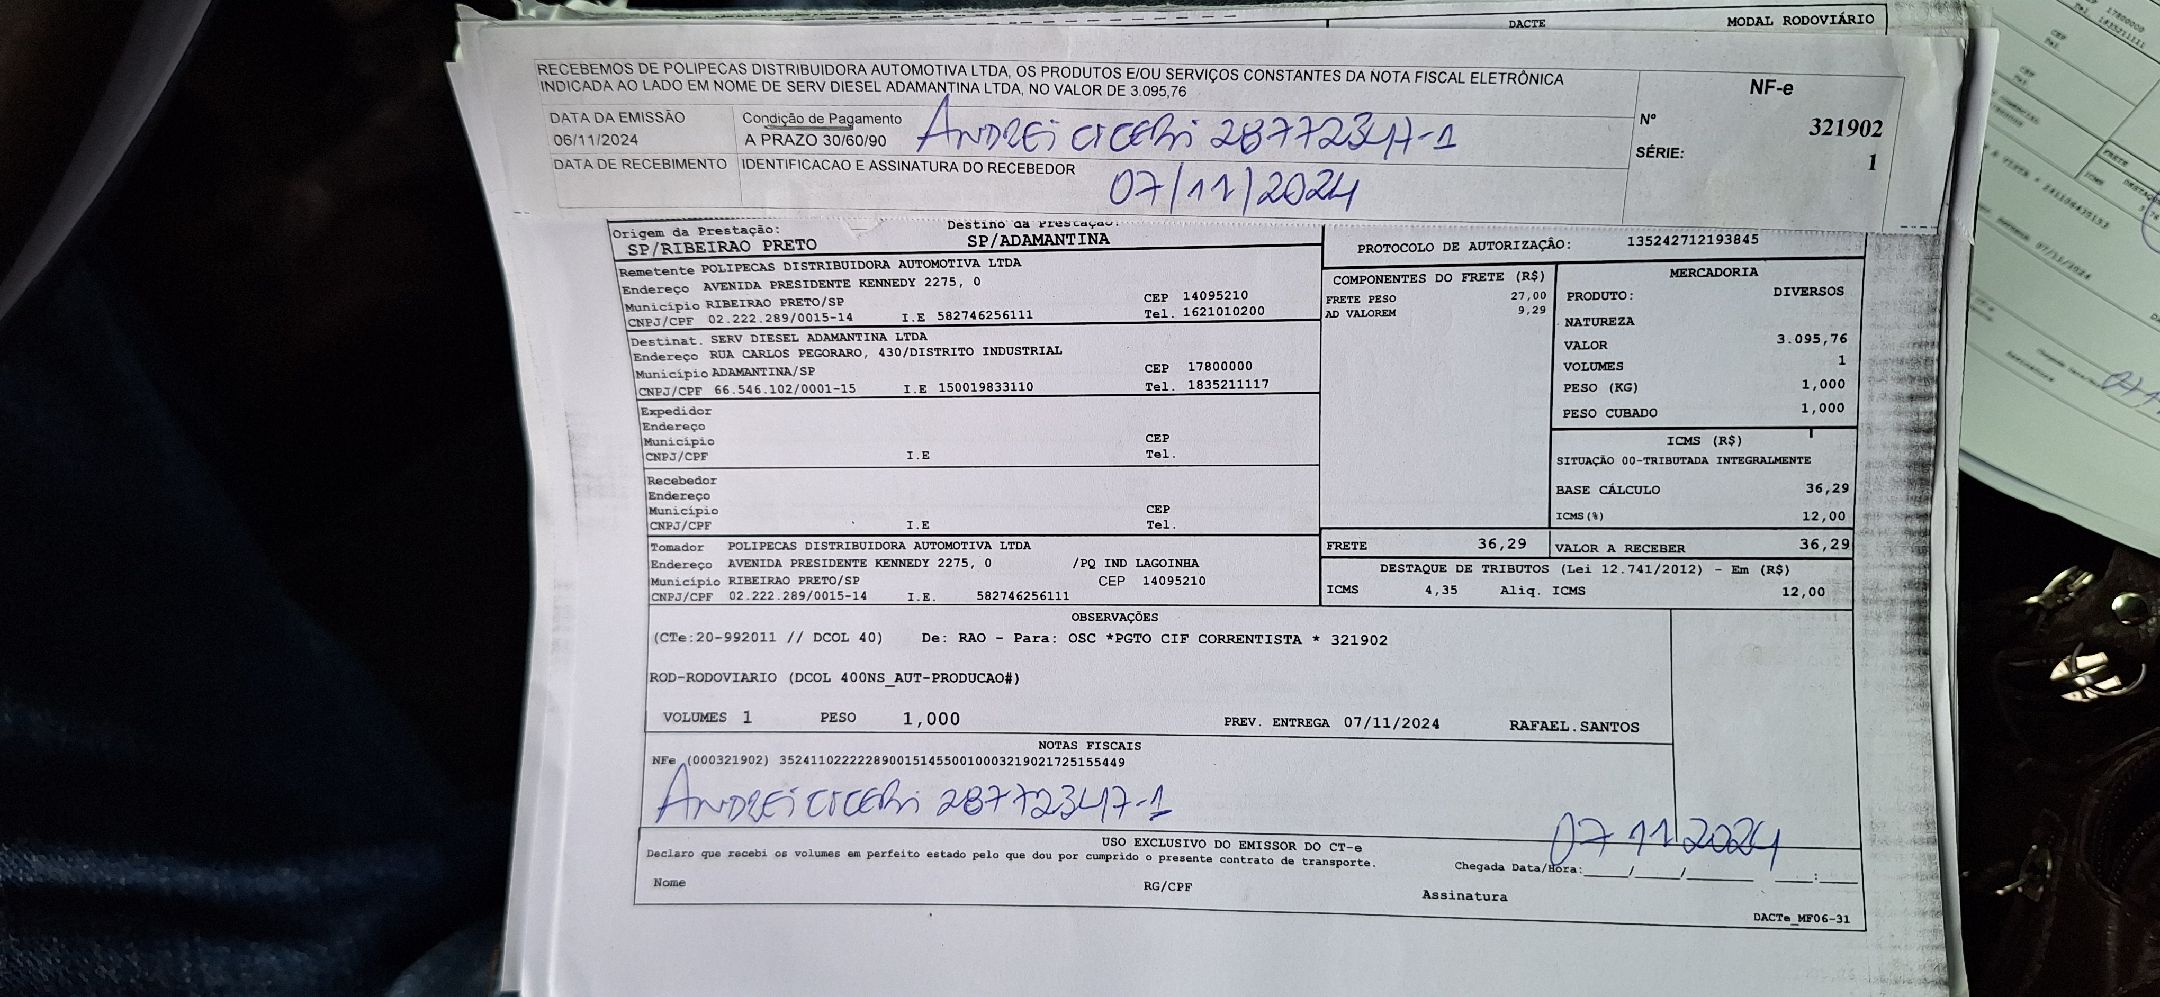 DACTE MODAL RODOVIÁRIO
RECEBEMOS DE POLIPECAS DISTRIBUIDORA AUTOMOTIVA LTDA, OS PRODUTOS E/OU SERVIÇOS CONSTANTES DA NOTA FISCAL ELETRÔNICA
INDICADA AO LADO EM NOME DE SERV DIESEL ADAMANTINA LTDA, NO VALOR DE 3.095,76
NF-e
Nº 321902
SÉRIE: 1
DATA DA EMISSÃO Condição de Pagamento
06/11/2024 A PRAZO 30/60/90
ANDREI CICERI 28772347-1
DATA DE RECEBIMENTO IDENTIFICACAO E ASSINATURA DO RECEBEDOR
07/11/2024
Origem da Prestação: Destino da Prestação:
SP/RIBEIRAO PRETO SP/ADAMANTINA
PROTOCOLO DE AUTORIZAÇÃO: 135242712193845
Remetente POLIPECAS DISTRIBUIDORA AUTOMOTIVA LTDA
Endereço AVENIDA PRESIDENTE KENNEDY 2275, 0
Município RIBEIRAO PRETO/SP CEP 14095210
CNPJ/CPF 02.222.289/0015-14 I.E 582746256111 Tel. 1621010200
Destinat. SERV DIESEL ADAMANTINA LTDA
Endereço RUA CARLOS PEGORARO, 430/DISTRITO INDUSTRIAL
Município ADAMANTINA/SP CEP 17800000
CNPJ/CPF 66.546.102/0001-15 I.E 150019833110 Tel. 1835211117
Expedidor
Endereço
Município CEP
CNPJ/CPF I.E Tel.
Recebedor
Endereço
Município CEP
CNPJ/CPF I.E Tel.
Tomador POLIPECAS DISTRIBUIDORA AUTOMOTIVA LTDA
Endereço AVENIDA PRESIDENTE KENNEDY 2275, 0 /PQ IND LAGOINHA
Município RIBEIRAO PRETO/SP CEP 14095210
CNPJ/CPF 02.222.289/0015-14 I.E. 582746256111
COMPONENTES DO FRETE (R$)
FRETE PESO 27,00
AD VALOREM 9,29
MERCADORIA
PRODUTO: DIVERSOS
NATUREZA
VALOR 3.095,76
VOLUMES 1
PESO (KG) 1,000
PESO CUBADO 1,000
ICMS (R$)
SITUAÇÃO 00-TRIBUTADA INTEGRALMENTE
BASE CÁLCULO 36,29
ICMS(%) 12,00
FRETE 36,29 VALOR A RECEBER 36,29
DESTAQUE DE TRIBUTOS (Lei 12.741/2012) - Em (R$)
ICMS 4,35 Aliq. ICMS 12,00
OBSERVAÇÕES
(CTe:20-992011 // DCOL 40) De: RAO - Para: OSC *PGTO CIF CORRENTISTA * 321902
ROD-RODOVIARIO (DCOL 400NS_AUT-PRODUCAO#)
VOLUMES 1 PESO 1,000 PREV. ENTREGA 07/11/2024 RAFAEL.SANTOS
NOTAS FISCAIS
NFe (000321902) 35241102222289001514550010003219021725155449
ANDREI CICERI 28772347-1
07 11 2024
USO EXCLUSIVO DO EMISSOR DO CT-e
Declaro que recebi os volumes em perfeito estado pelo que dou por cumprido o presente contrato de transporte.
Chegada Data/Hora:____/____/______ ____:____
Nome RG/CPF Assinatura
DACTe_MF06-31